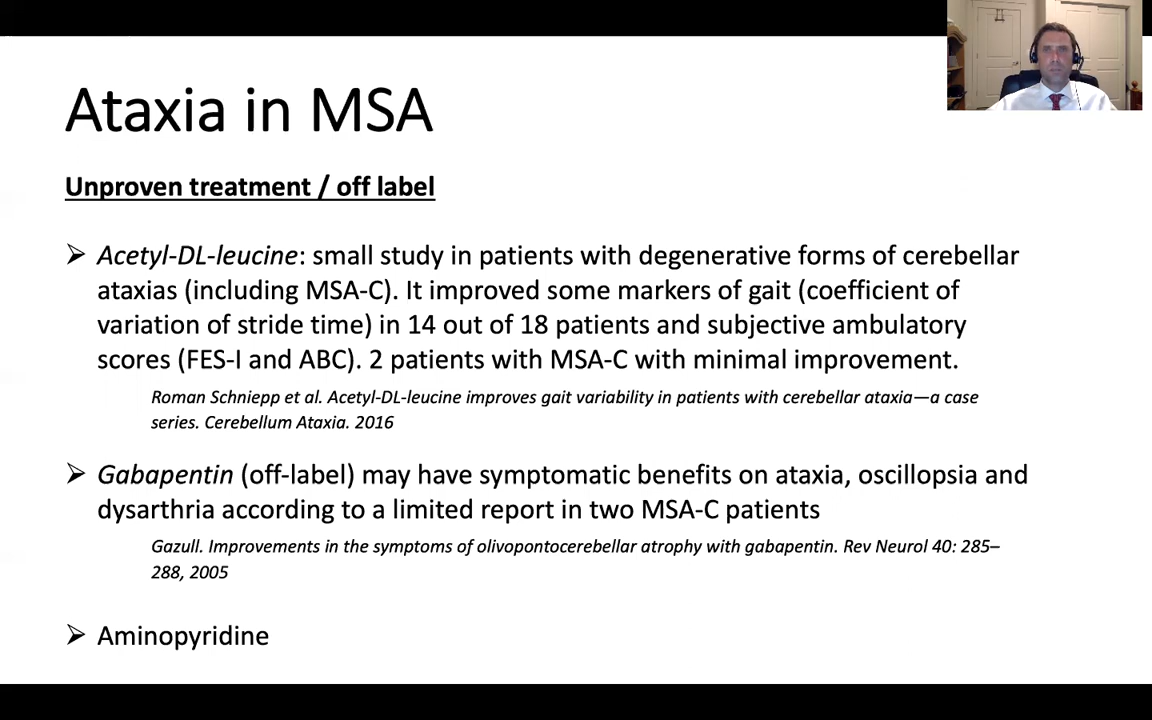 Ataxia in MSA
Unproven treatment / off label
➢ Acetyl-DL-leucine: small study in patients with degenerative forms of cerebellar
ataxias (including MSA-C). It improved some markers of gait (coefficient of
variation of stride time) in 14 out of 18 patients and subjective ambulatory
scores (FES-I and ABC). 2 patients with MSA-C with minimal improvement.
Roman Schniepp et al. Acetyl-DL-leucine improves gait variability in patients with cerebellar ataxia—a case
series. Cerebellum Ataxia. 2016
➢ Gabapentin (off-label) may have symptomatic benefits on ataxia, oscillopsia and
dysarthria according to a limited report in two MSA-C patients
Gazull. Improvements in the symptoms of olivopontocerebellar atrophy with gabapentin. Rev Neurol 40: 285–
288, 2005
➢ Aminopyridine